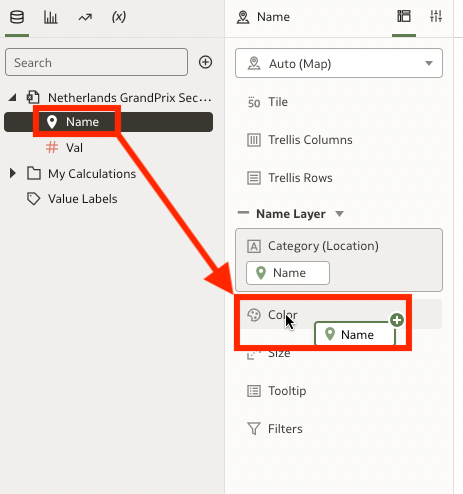 (x)
Name
Search
Auto (Map)
Netherlands GrandPrix Sec...
Name
Val
My Calculations
Value Labels
50 Tile
Trellis Columns
Trellis Rows
Name Layer
A Category (Location)
Name
Color
Name
Size
Tooltip
Filters